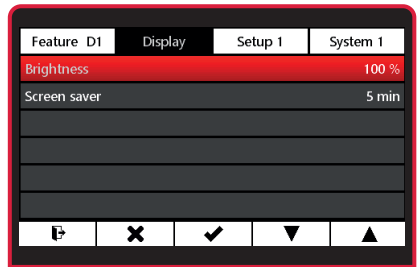 Feature D1 Display Setup 1 System 1
Brightness 100 %
Screen saver 5 min